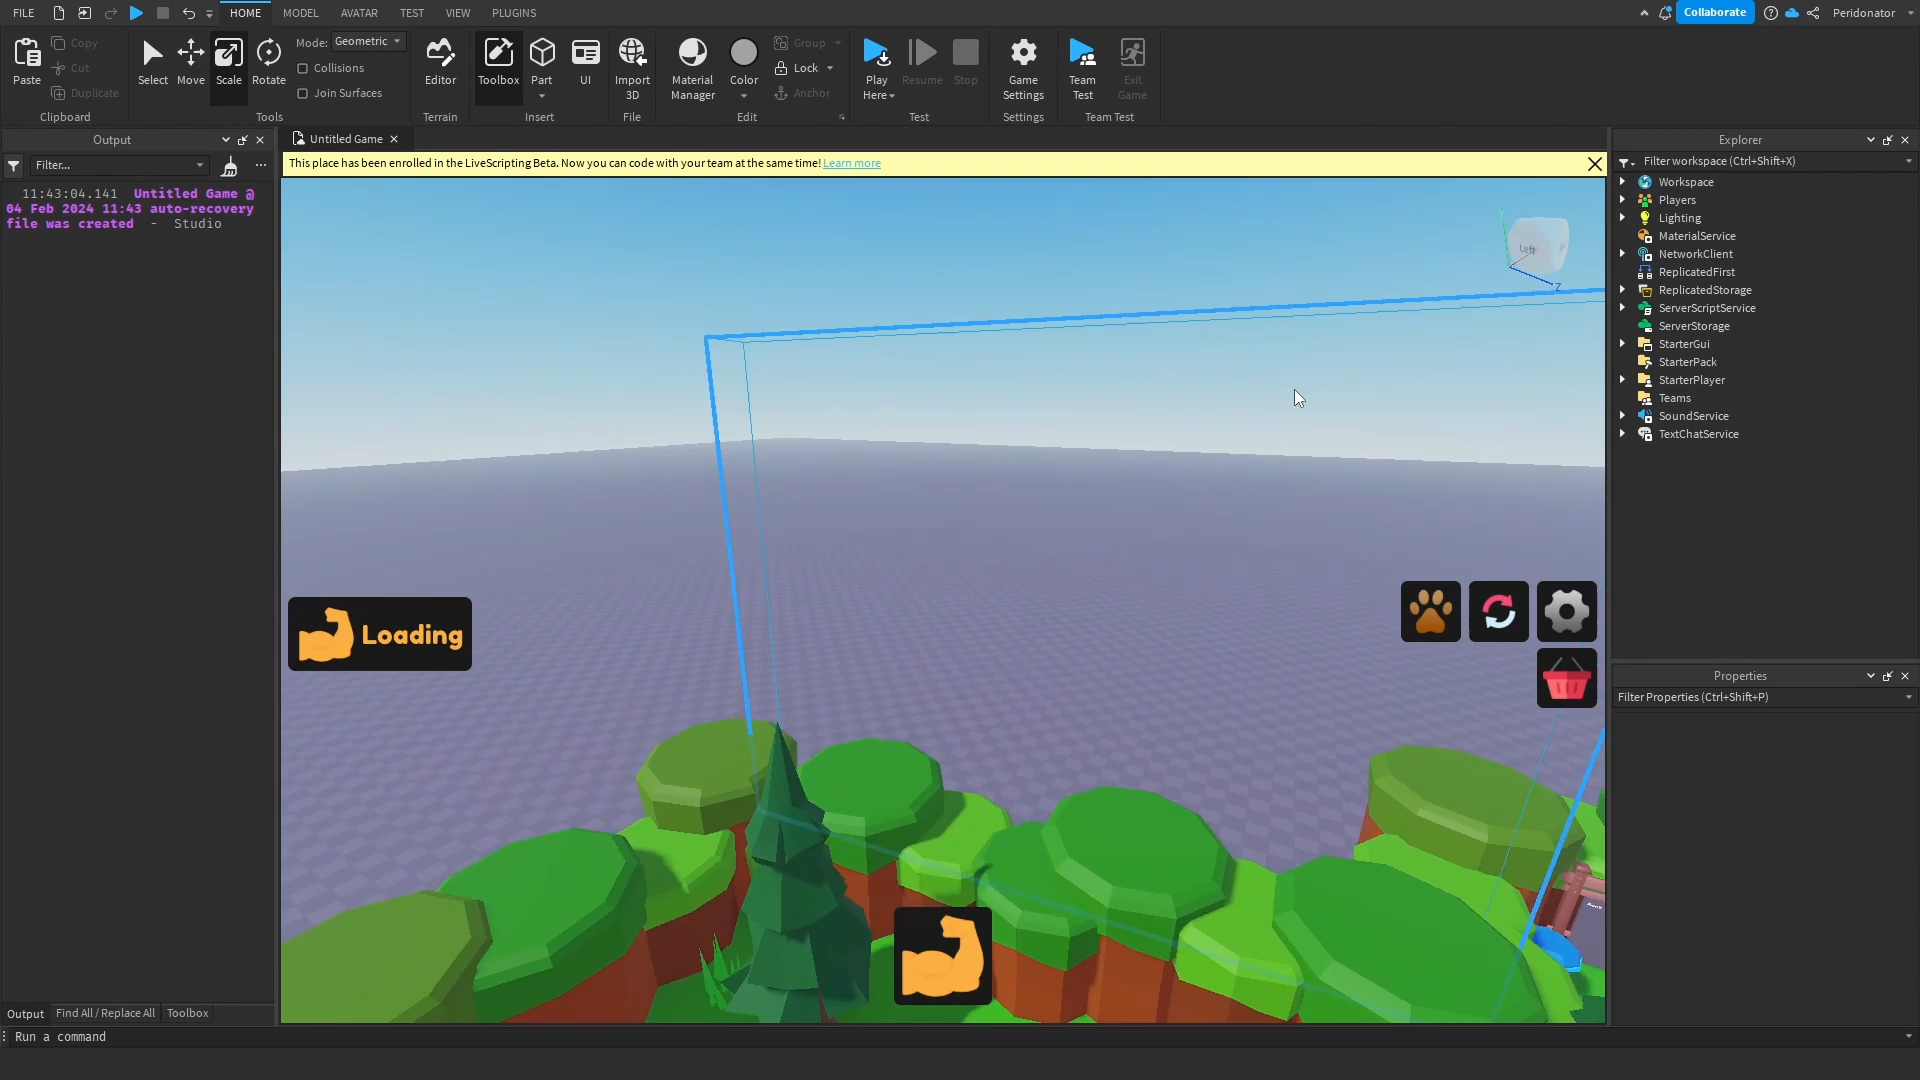 FILE HOME MODEL AVATAR TEST VIEW PLUGINS Collaborate Peridonator
Paste Copy Cut Duplicate
Clipboard
Select Move Scale Rotate Mode: Geometric Collisions Join Surfaces
Tools
Editor
Terrain
Toolbox Part UI
Insert
Import 3D
File
Material Manager Color Group Lock Anchor
Edit
Play Here Resume Stop
Test
Game Settings
Settings
Team Test Exit Game
Team Test
Output
Filter...
11:43:04.141 Untitled Game @
04 Feb 2024 11:43 auto-recovery
file was created - Studio
Untitled Game
This place has been enrolled in the LiveScripting Beta. Now you can code with your team at the same time! Learn more
Y
Left
Z
Loading
Explorer
Filter workspace (Ctrl+Shift+X)
Workspace
Players
Lighting
MaterialService
NetworkClient
ReplicatedFirst
ReplicatedStorage
ServerScriptService
ServerStorage
StarterGui
StarterPack
StarterPlayer
Teams
SoundService
TextChatService
Properties
Filter Properties (Ctrl+Shift+P)
Output Find All / Replace All Toolbox
Run a command